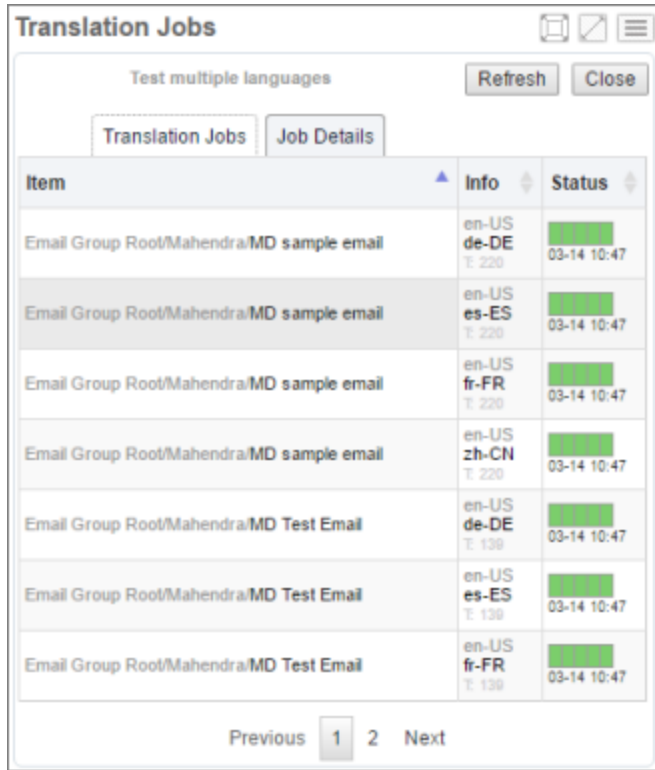 Translation Jobs
Test multiple languages
Refresh
Close
Translation Jobs
Job Details
Item
Info
Status
Email Group Root/Mahendra/MD sample email
en-US
de-DE
T: 220
03-14 10:47
Email Group Root/Mahendra/MD sample email
en-US
es-ES
T: 220
03-14 10:47
Email Group Root/Mahendra/MD sample email
en-US
fr-FR
T: 220
03-14 10:47
Email Group Root/Mahendra/MD sample email
en-US
zh-CN
T: 220
03-14 10:47
Email Group Root/Mahendra/MD Test Email
en-US
de-DE
T: 139
03-14 10:47
Email Group Root/Mahendra/MD Test Email
en-US
es-ES
T: 139
03-14 10:47
Email Group Root/Mahendra/MD Test Email
en-US
fr-FR
T: 139
03-14 10:47
Previous 1 2 Next